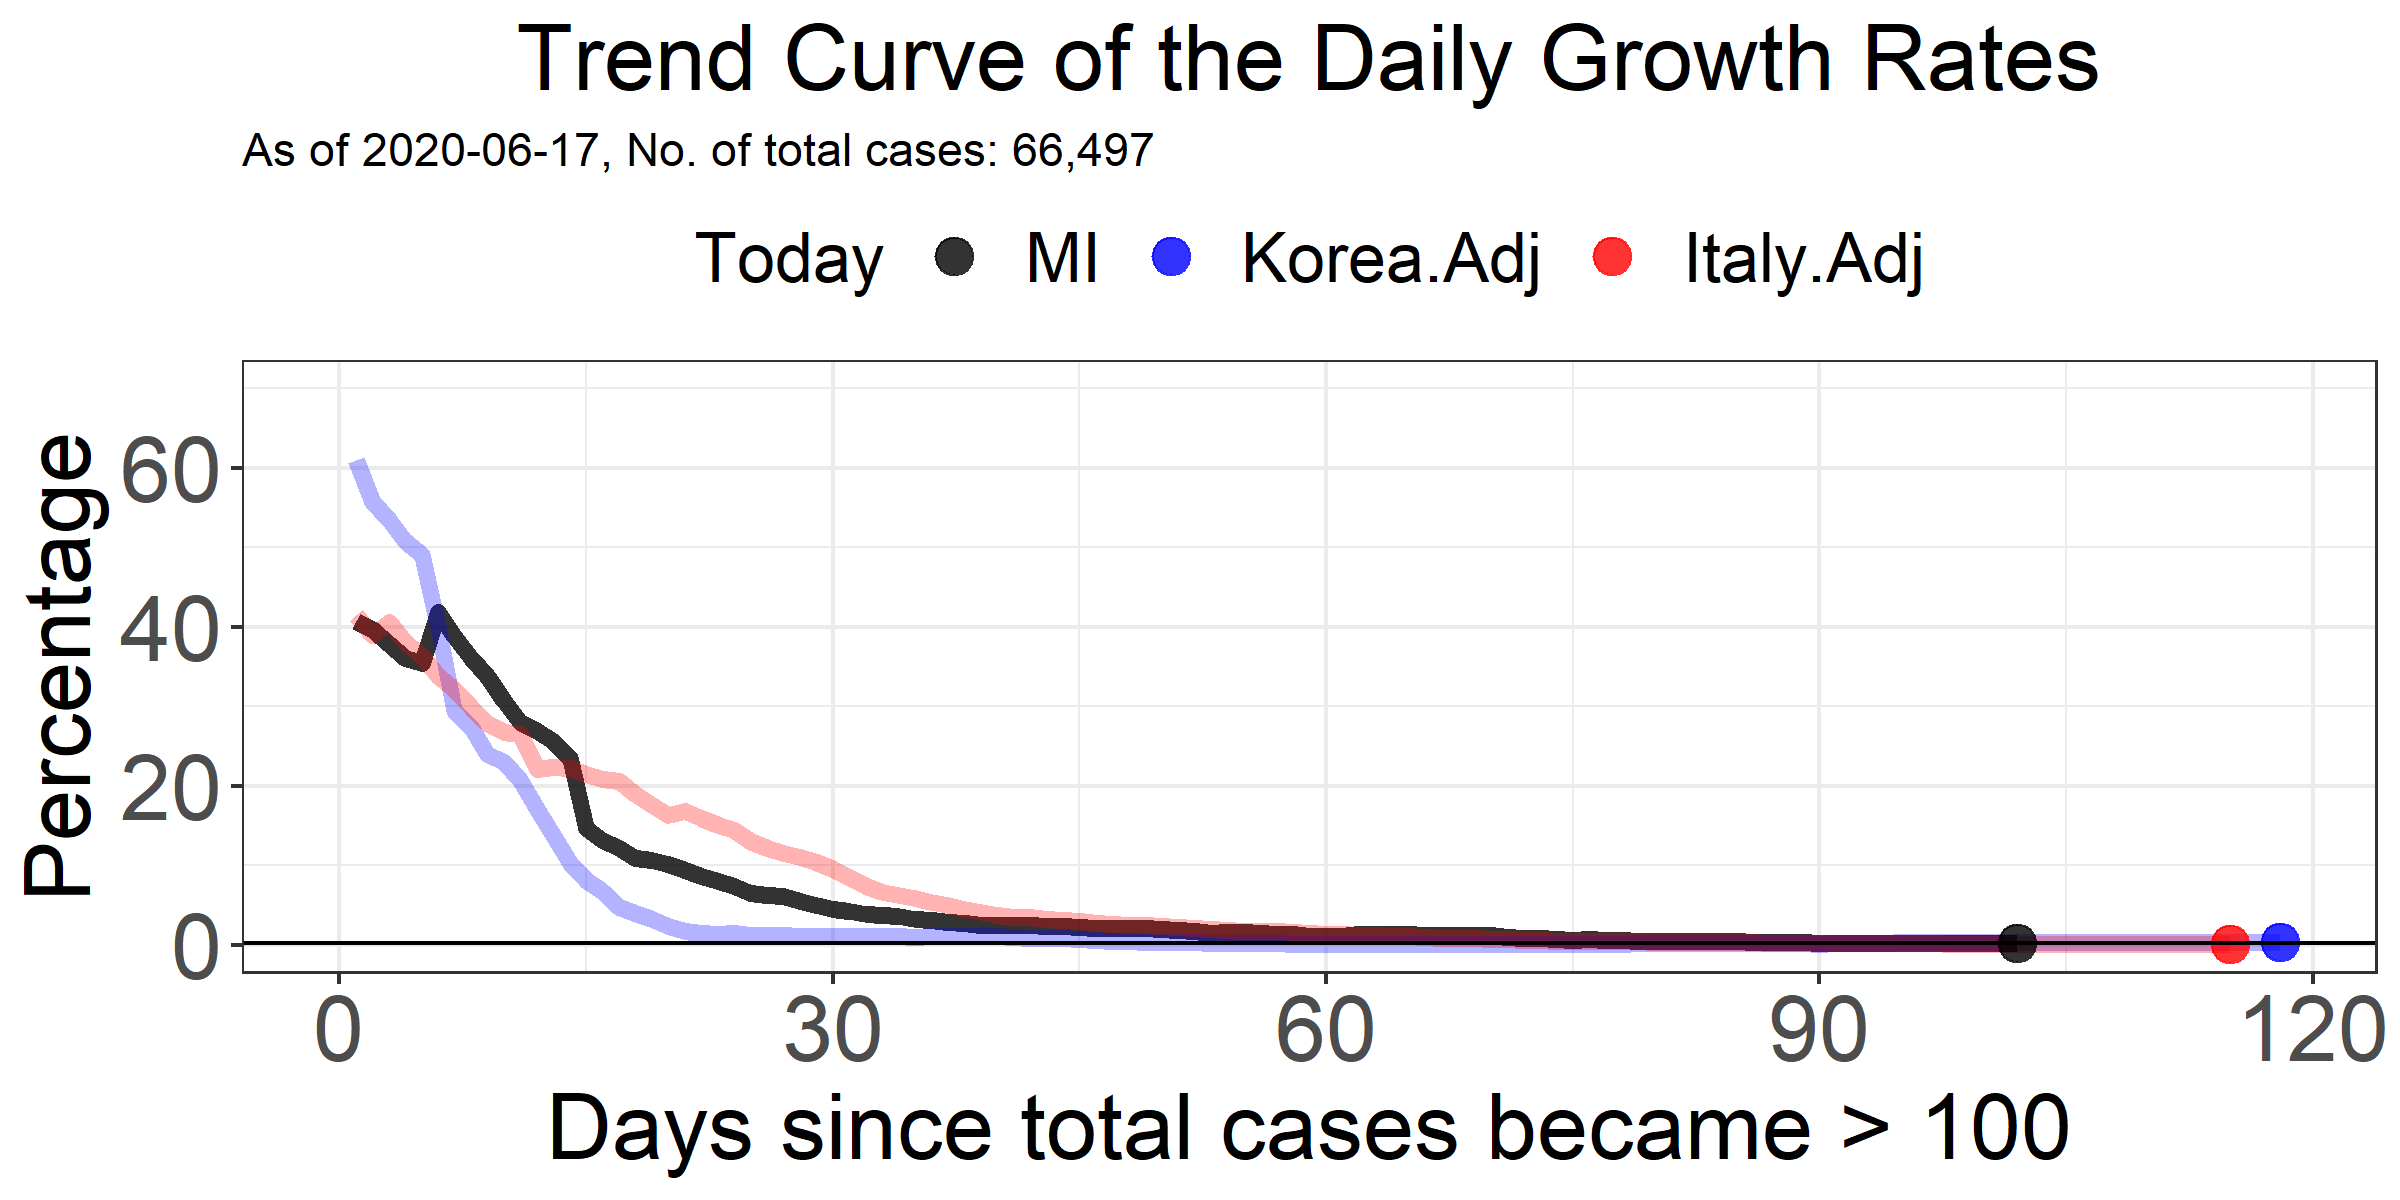 Trend Curve of the Daily Growth Rates
As of 2020-06-17, No. of total cases: 66,497
Today MI Korea.Adj Italy.Adj
Percentage
60
40
20
0
0 30 60 90 120
Days since total cases became > 100